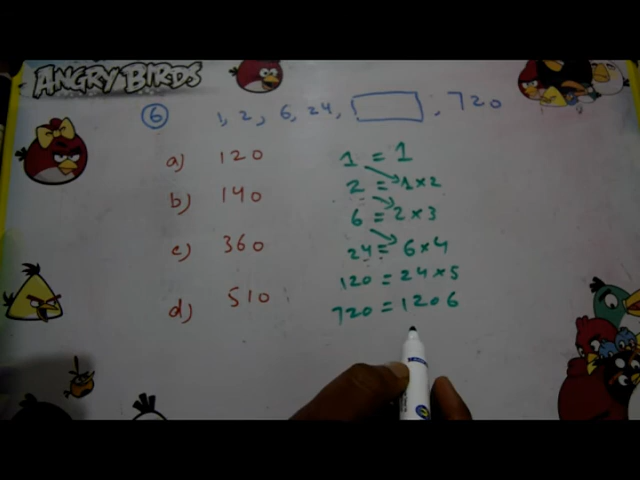 ANGRY BIRDS
6 1, 2, 6, 24, , 720
a) 120
b) 140
c) 360
d) 510
1 = 1
2 = 1×2
6 = 2×3
24 = 6×4
120 = 24×5
720 = 1206